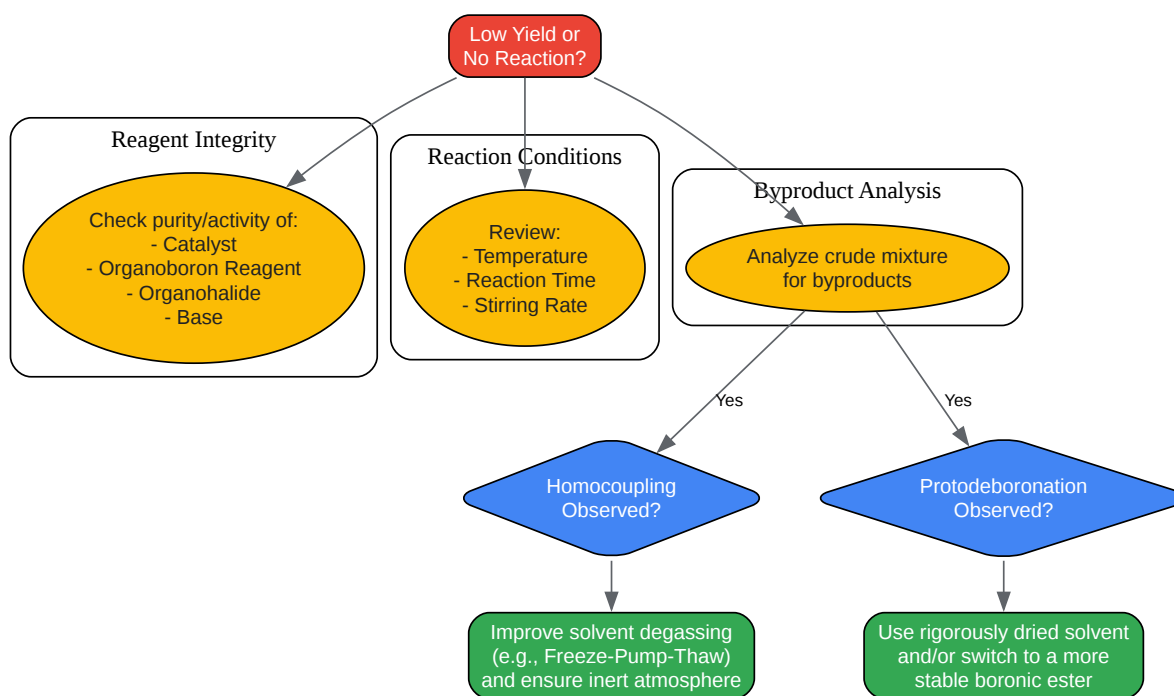 Low Yield or
No Reaction?
Reagent Integrity
Check purity/activity of:
- Catalyst
- Organoboron Reagent
- Organohalide
- Base
Reaction Conditions
Review:
- Temperature
- Reaction Time
- Stirring Rate
Byproduct Analysis
Analyze crude mixture
for byproducts
Yes
Yes
Homocoupling
Observed?
Protodeboronation
Observed?
Improve solvent degassing
(e.g., Freeze-Pump-Thaw)
and ensure inert atmosphere
Use rigorously dried solvent
and/or switch to a more
stable boronic ester